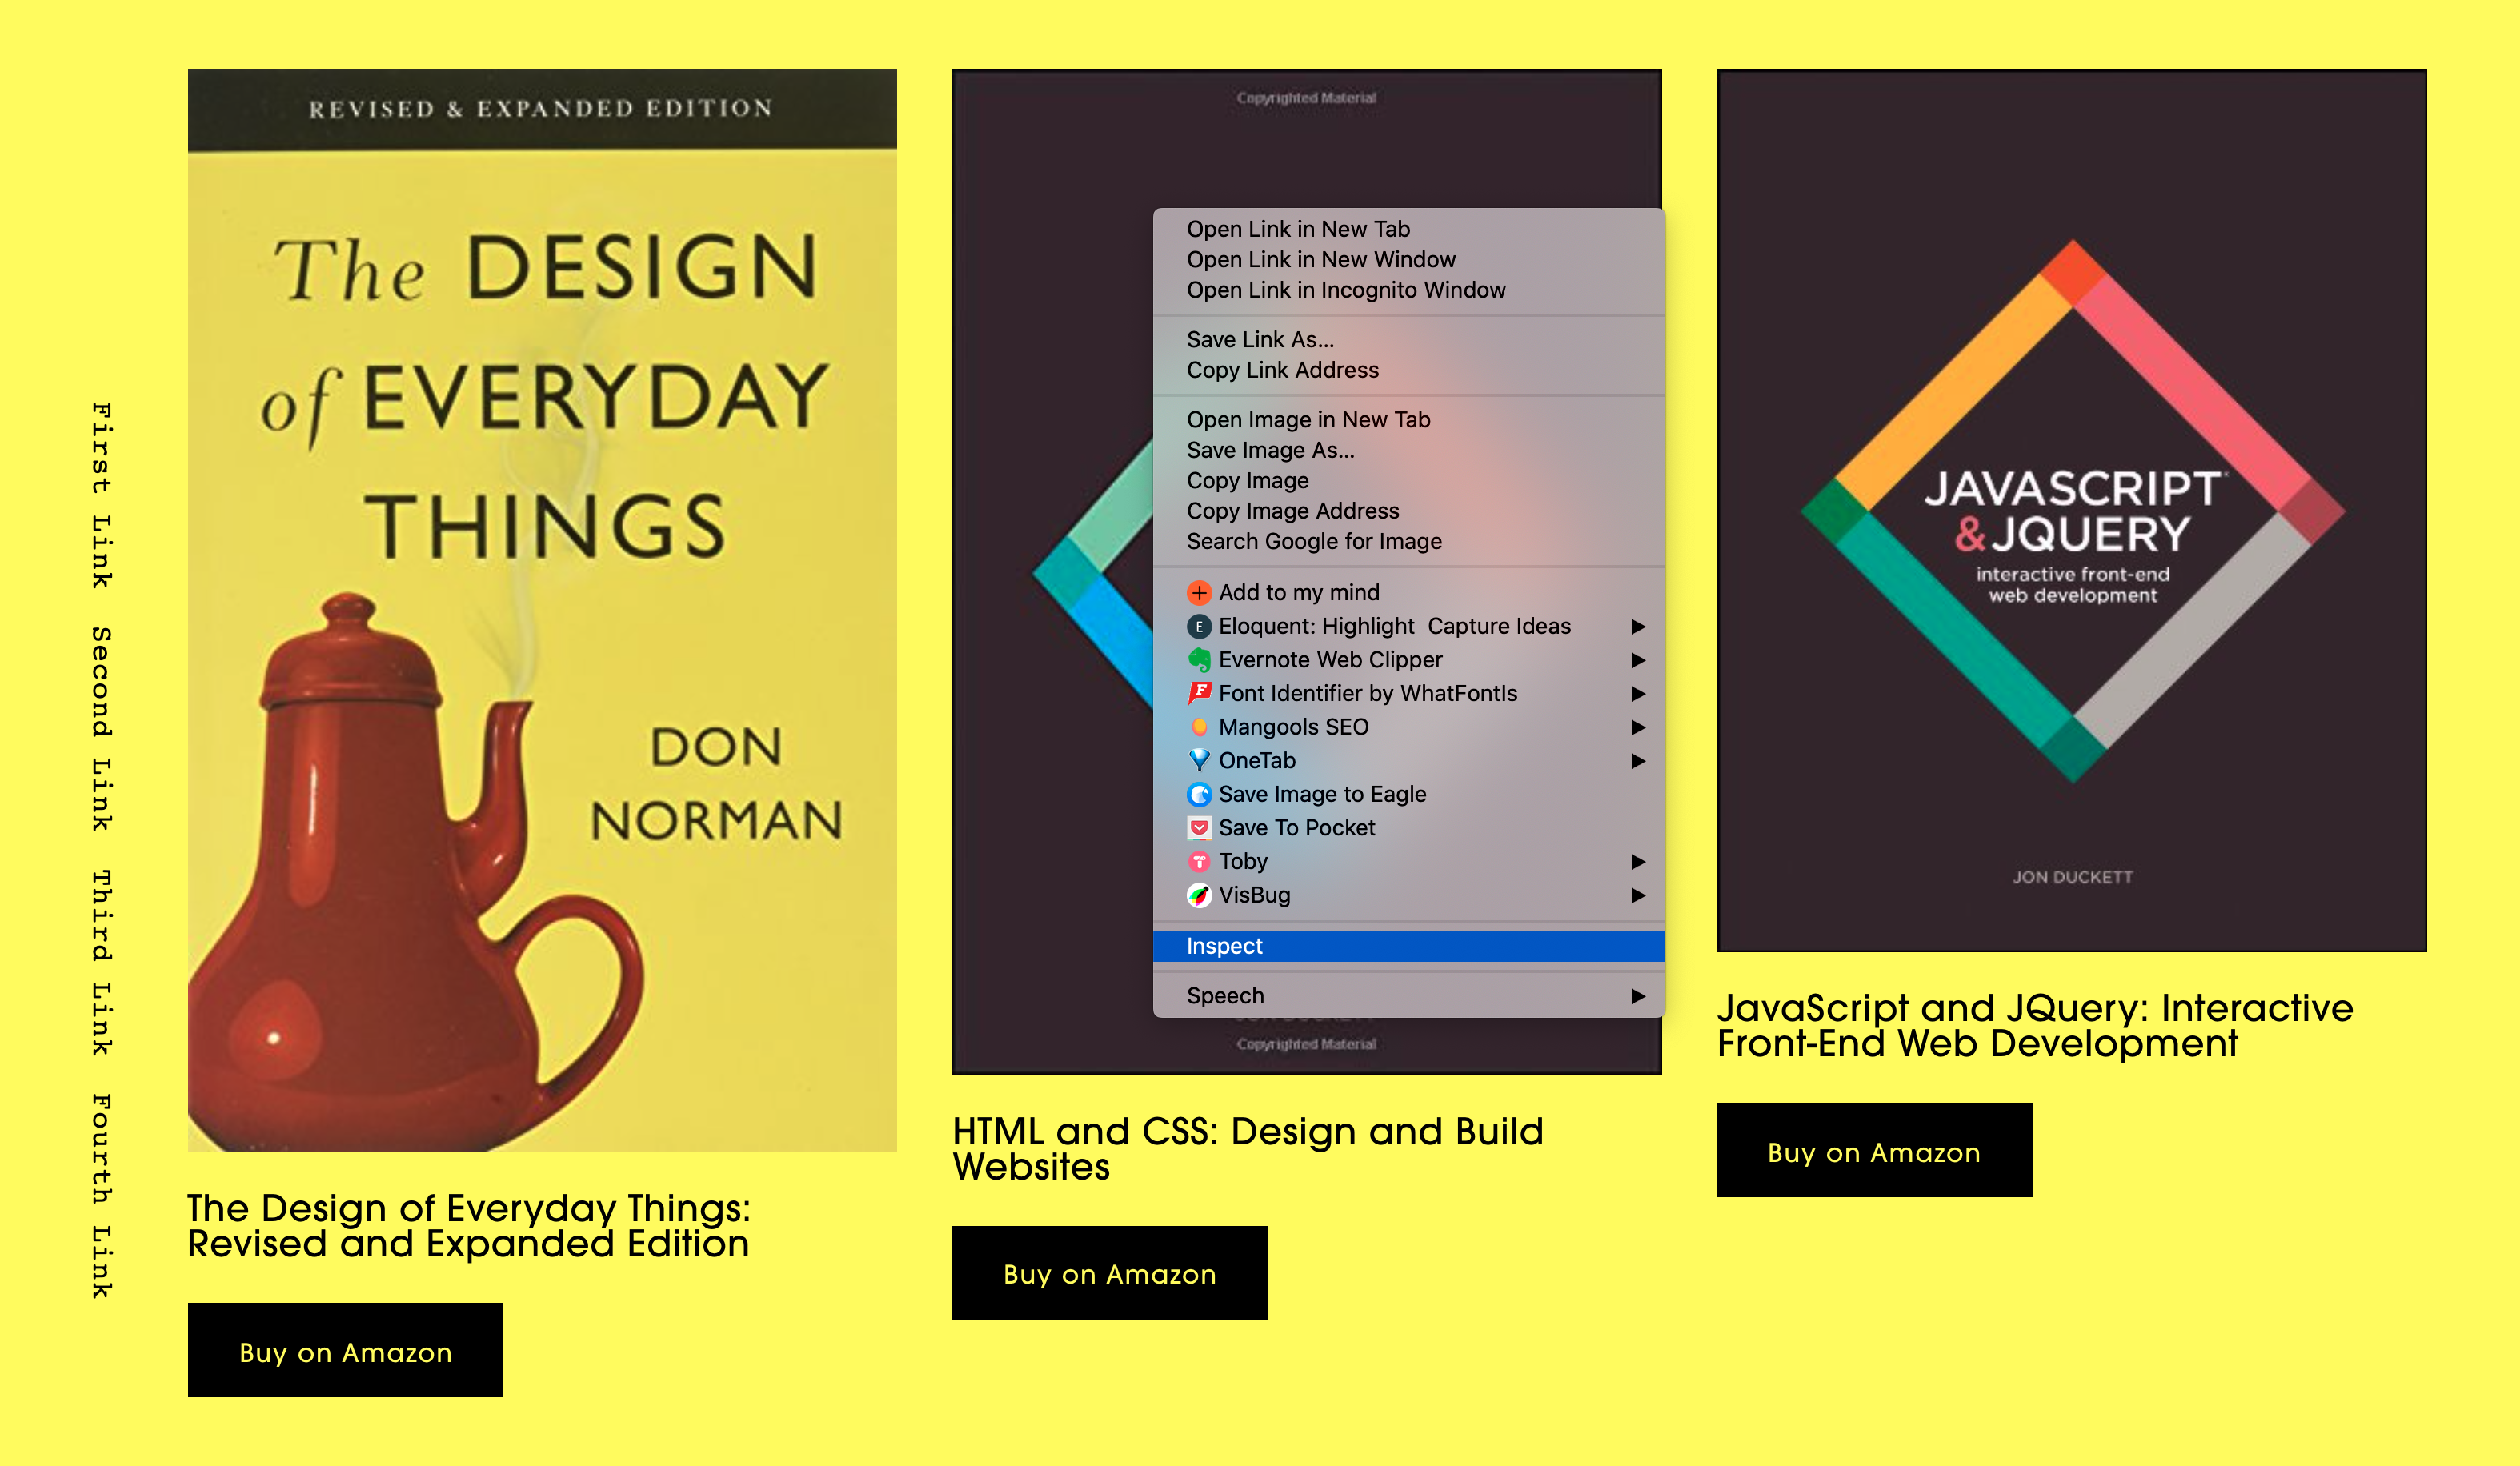 First Link Second Link Third Link Fourth Link
REVISED & EXPANDED EDITION
The DESIGN
of EVERYDAY
THINGS
DON
NORMAN
The Design of Everyday Things:
Revised and Expanded Edition
Buy on Amazon
Copyrighted Material
Open Link in New Tab
Open Link in New Window
Open Link in Incognito Window
Save Link As...
Copy Link Address
Open Image in New Tab
Save Image As...
Copy Image
Copy Image Address
Search Google for Image
Add to my mind
E Eloquent: Highlight Capture Ideas
Evernote Web Clipper
F Font Identifier by WhatFontIs
Mangools SEO
OneTab
Save Image to Eagle
Save To Pocket
Toby
VisBug
Inspect
Speech
Copyrighted Material
HTML and CSS: Design and Build
Websites
Buy on Amazon
JAVASCRIPT
& JQUERY
interactive front-end
web development
JON DUCKETT
JavaScript and JQuery: Interactive
Front-End Web Development
Buy on Amazon